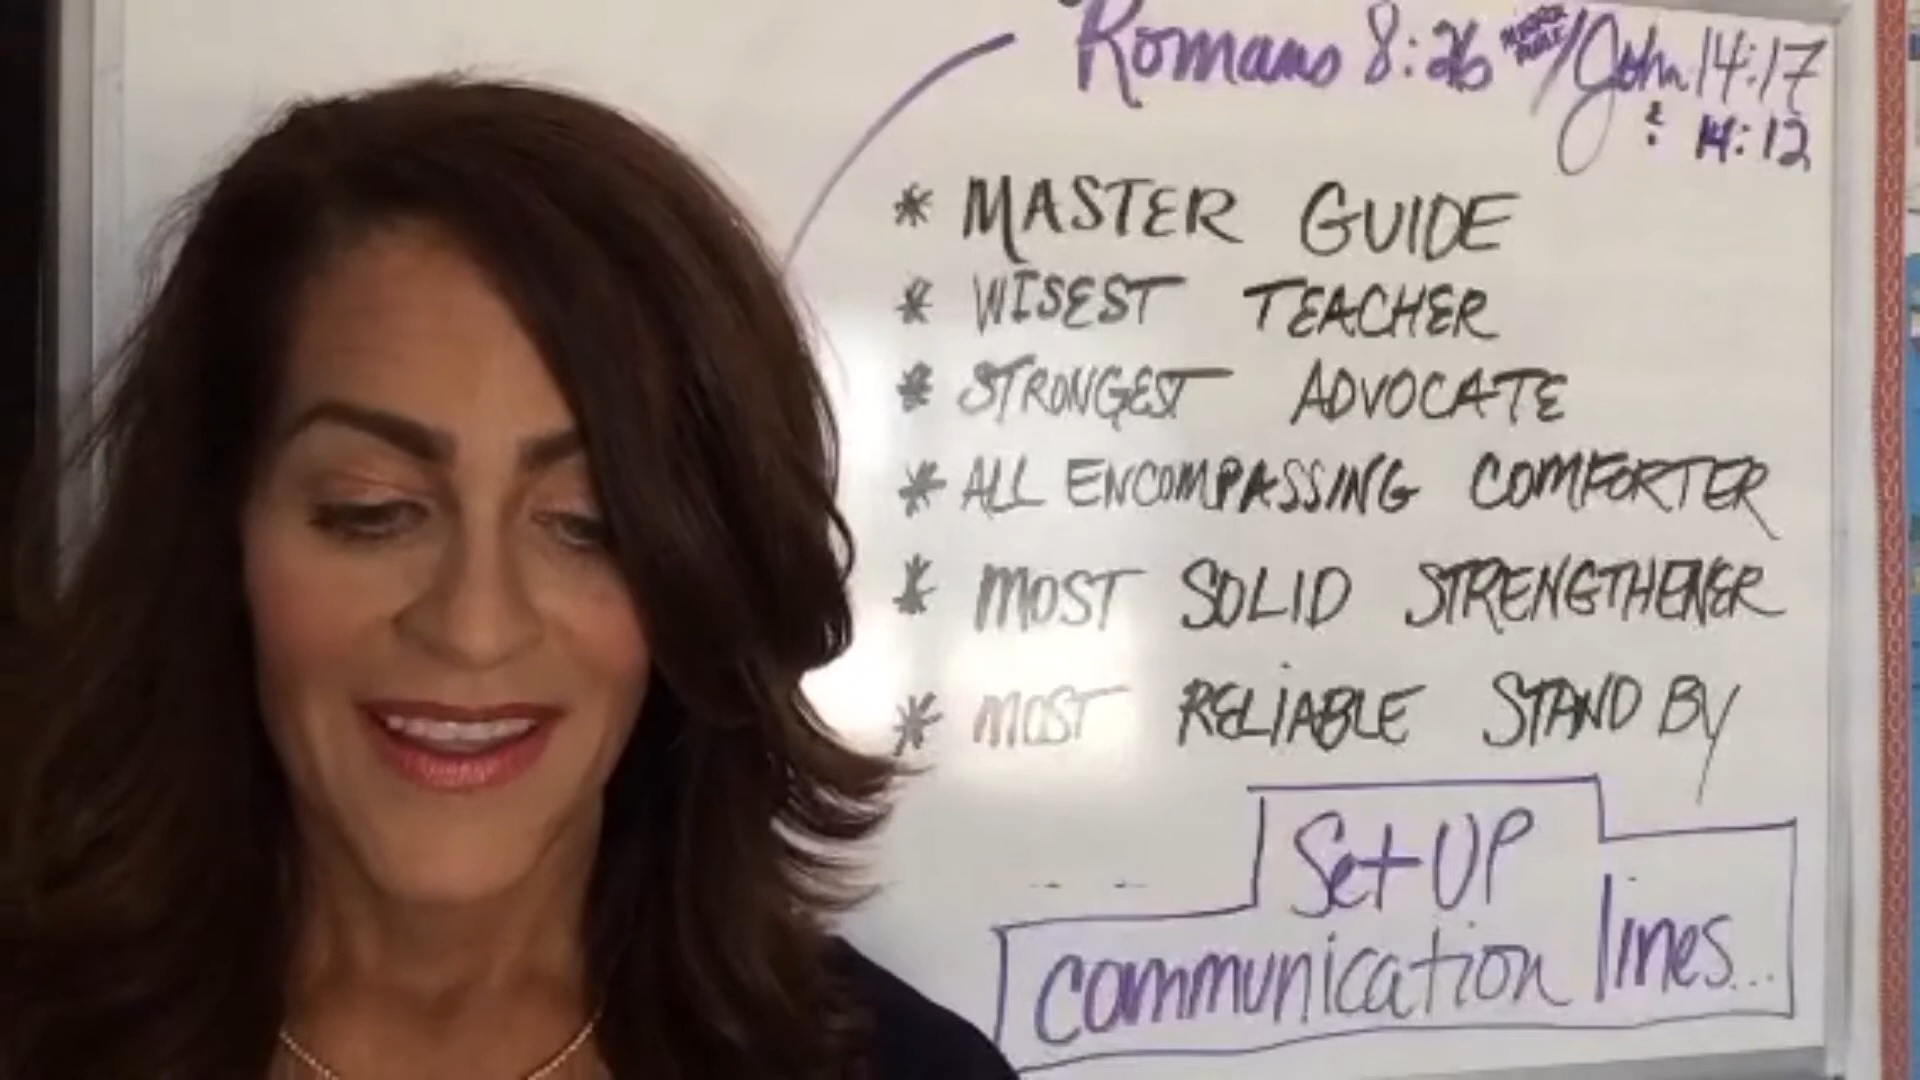 Romans 8:26 / John 14:17
& 14:12
* MASTER GUIDE
* WISEST TEACHER
* STRONGEST ADVOCATE
* ALL ENCOMPASSING COMFORTER
* MOST SOLID STRENGTHENER
* MOST RELIABLE STAND BY
Set UP
communication lines...